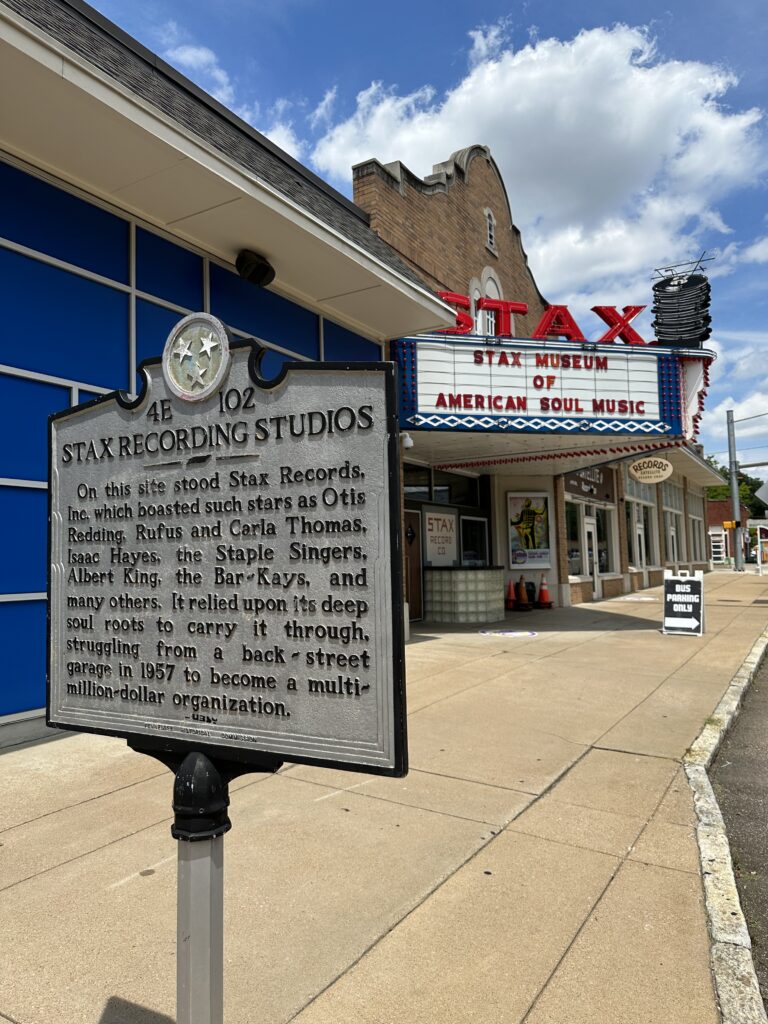 4E 102
STAX RECORDING STUDIOS
On this site stood Stax Records,
Inc. which boasted such stars as Otis
Redding, Rufus and Carla Thomas,
Isaac Hayes, the Staple Singers,
Albert King, the Bar-Kays, and
many others. It relied upon its deep
soul roots to carry it through,
struggling from a back-street
garage in 1957 to become a multi-
million-dollar organization.
TENNESSEE HISTORICAL COMMISSION
STAX
STAX MUSEUM
OF
AMERICAN SOUL MUSIC
STAX
RECORD
CO.
RECORDS
BUS
PARKING
ONLY